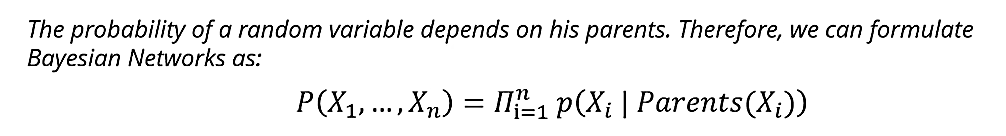 The probability of a random variable depends on his parents. Therefore, we can formulate
Bayesian Networks as:
P(X₁, ..., Xₙ) = Πⁿᵢ₌₁ p(Xᵢ | Parents(Xᵢ))